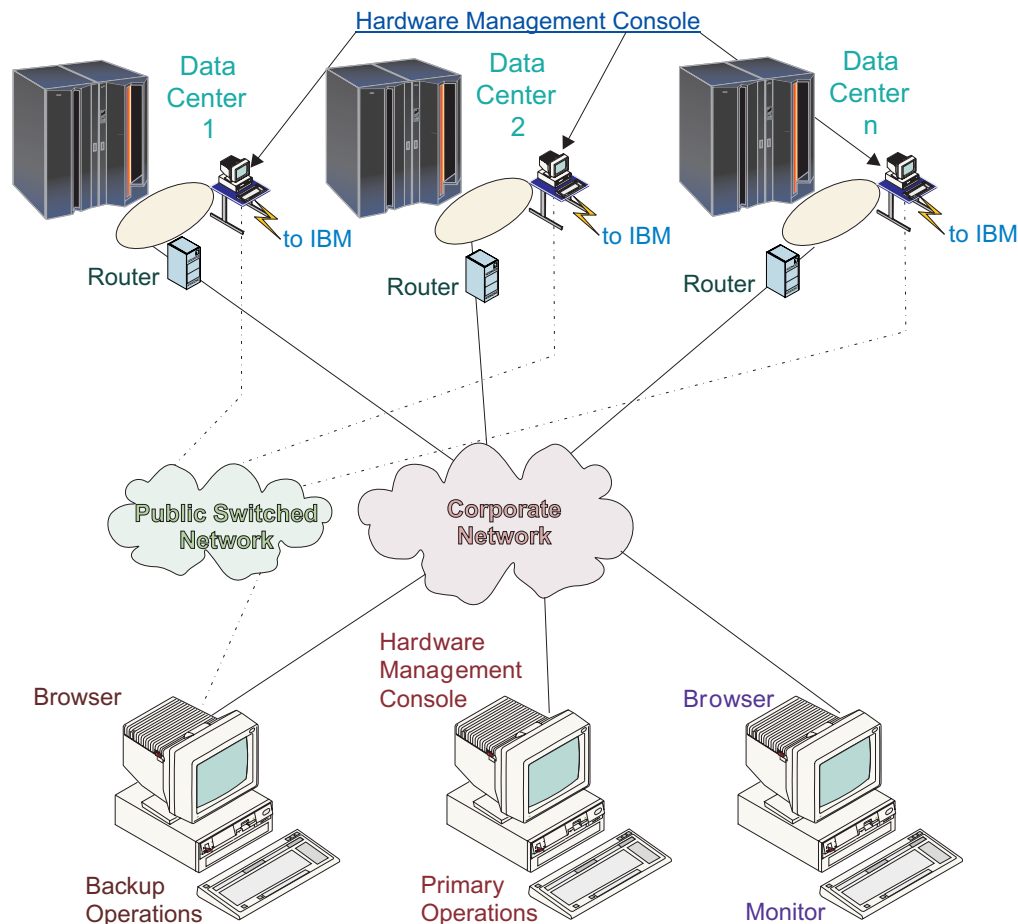 Hardware Management Console
Data
Center
1
Data
Center
2
Data
Center
n
to IBM
to IBM
to IBM
Router
Router
Router
Public Switched
Network
Corporate
Network
Browser
Hardware
Management
Console
Browser
Backup
Operations
Primary
Operations
Monitor